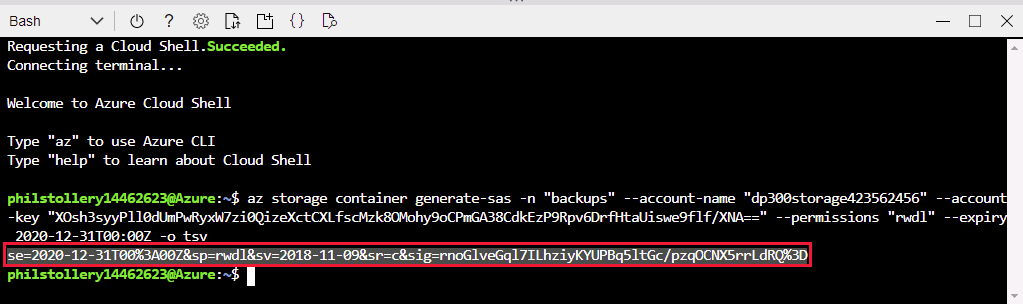 Bash
Requesting a Cloud Shell.Succeeded.
Connecting terminal...
Welcome to Azure Cloud Shell
Type "az" to use Azure CLI
Type "help" to learn about Cloud Shell
philstollery14462623@Azure:~$ az storage container generate-sas -n "backups" --account-name "dp300storage423562456" --account
-key "XOsh3syyPll0dUmPwRyxW7zi0QizeXctCXLfscMzk8OMohy9oCPmGA38CdkEzP9Rpv6DrfHtaUiswe9flf/XNA==" --permissions "rwdl" --expiry
2020-12-31T00:00Z -o tsv
se=2020-12-31T00%3A00Z&sp=rwdl&sv=2018-11-09&sr=c&sig=rnoGlveGql7ILhziyKYUPBq5ltGc/pzqOCNX5rrLdRQ%3D
philstollery14462623@Azure:~$